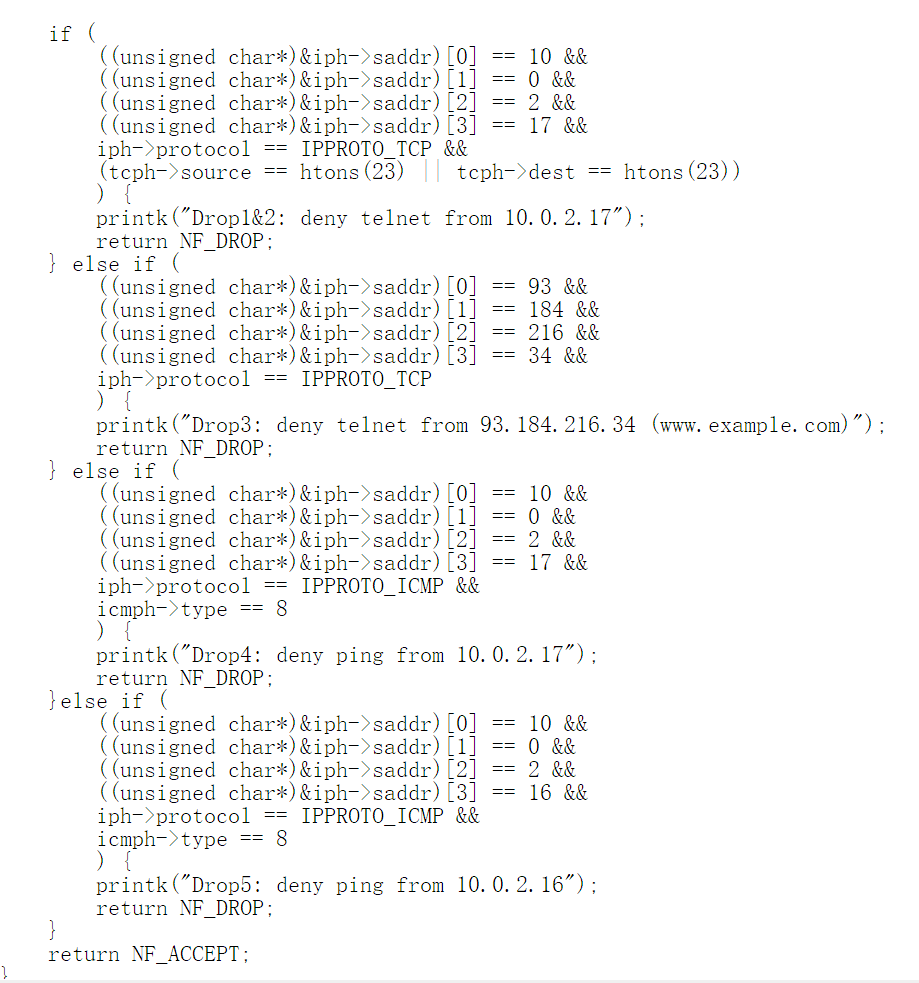 if (
((unsigned char*)&iph->saddr)[0] == 10 &&
((unsigned char*)&iph->saddr)[1] == 0 &&
((unsigned char*)&iph->saddr)[2] == 2 &&
((unsigned char*)&iph->saddr)[3] == 17 &&
iph->protocol == IPPROTO_TCP &&
(tcph->source == htons(23) || tcph->dest == htons(23))
) {
printk("Drop1&2: deny telnet from 10.0.2.17");
return NF_DROP;
} else if (
((unsigned char*)&iph->saddr)[0] == 93 &&
((unsigned char*)&iph->saddr)[1] == 184 &&
((unsigned char*)&iph->saddr)[2] == 216 &&
((unsigned char*)&iph->saddr)[3] == 34 &&
iph->protocol == IPPROTO_TCP
) {
printk("Drop3: deny telnet from 93.184.216.34 (www.example.com)");
return NF_DROP;
} else if (
((unsigned char*)&iph->saddr)[0] == 10 &&
((unsigned char*)&iph->saddr)[1] == 0 &&
((unsigned char*)&iph->saddr)[2] == 2 &&
((unsigned char*)&iph->saddr)[3] == 17 &&
iph->protocol == IPPROTO_ICMP &&
icmph->type == 8
) {
printk("Drop4: deny ping from 10.0.2.17");
return NF_DROP;
}else if (
((unsigned char*)&iph->saddr)[0] == 10 &&
((unsigned char*)&iph->saddr)[1] == 0 &&
((unsigned char*)&iph->saddr)[2] == 2 &&
((unsigned char*)&iph->saddr)[3] == 16 &&
iph->protocol == IPPROTO_ICMP &&
icmph->type == 8
) {
printk("Drop5: deny ping from 10.0.2.16");
return NF_DROP;
}
return NF_ACCEPT;
}